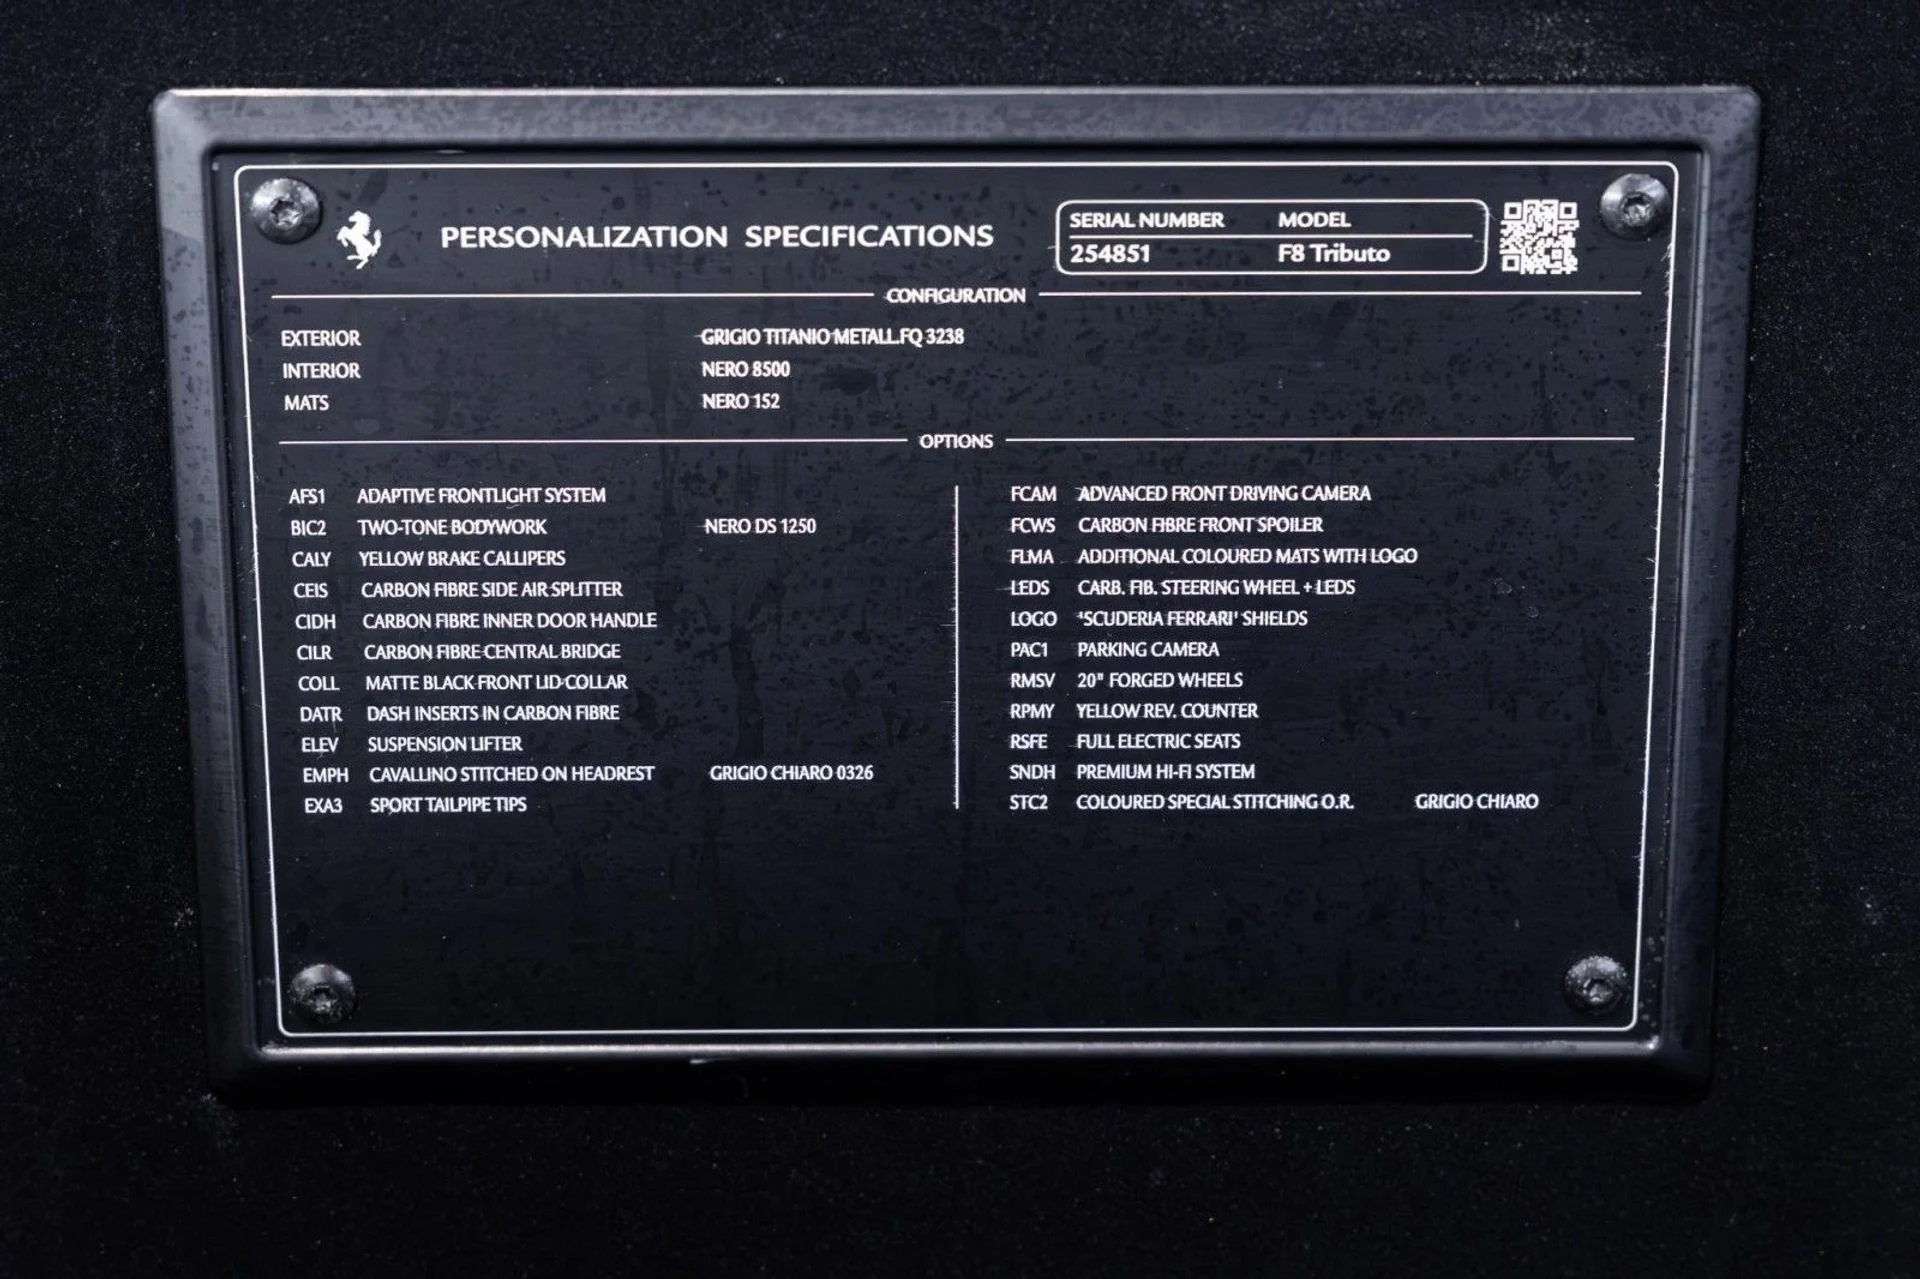 PERSONALIZATION SPECIFICATIONS
SERIAL NUMBER MODEL
254851 F8 Tributo
CONFIGURATION
EXTERIOR GRIGIO TITANIO METALL.FQ 3238
INTERIOR NERO 8500
MATS NERO 152
OPTIONS
AFS1 ADAPTIVE FRONTLIGHT SYSTEM
BIC2 TWO-TONE BODYWORK NERO DS 1250
CALY YELLOW BRAKE CALLIPERS
CEIS CARBON FIBRE SIDE AIR SPLITTER
CIDH CARBON FIBRE INNER DOOR HANDLE
CILR CARBON FIBRE CENTRAL BRIDGE
COLL MATTE BLACK FRONT LID COLLAR
DATR DASH INSERTS IN CARBON FIBRE
ELEV SUSPENSION LIFTER
EMPH CAVALLINO STITCHED ON HEADREST GRIGIO CHIARO 0326
EXA3 SPORT TAILPIPE TIPS
FCAM ADVANCED FRONT DRIVING CAMERA
FCWS CARBON FIBRE FRONT SPOILER
FLMA ADDITIONAL COLOURED MATS WITH LOGO
LEDS CARB. FIB. STEERING WHEEL + LEDS
LOGO 'SCUDERIA FERRARI' SHIELDS
PAC1 PARKING CAMERA
RMSV 20" FORGED WHEELS
RPMY YELLOW REV. COUNTER
RSFE FULL ELECTRIC SEATS
SNDH PREMIUM HI-FI SYSTEM
STC2 COLOURED SPECIAL STITCHING O.R. GRIGIO CHIARO